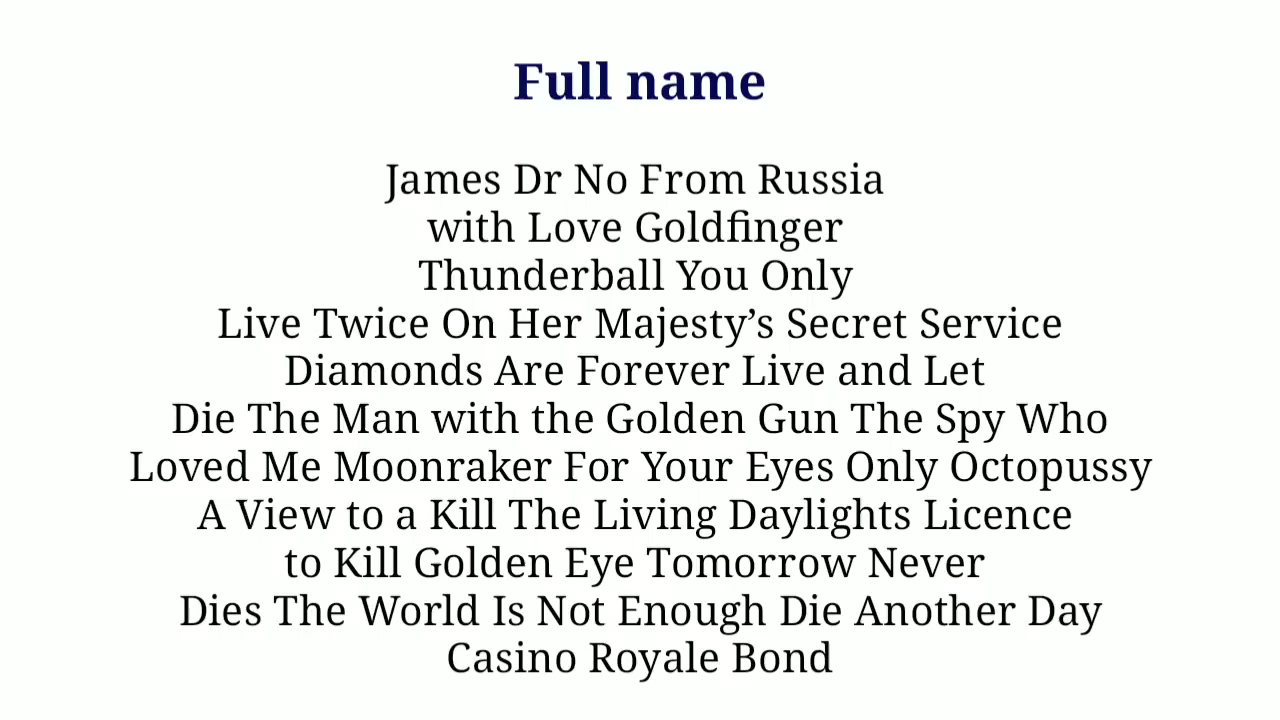 Full name
James Dr No From Russia
with Love Goldfinger
Thunderball You Only
Live Twice On Her Majesty’s Secret Service
Diamonds Are Forever Live and Let
Die The Man with the Golden Gun The Spy Who
Loved Me Moonraker For Your Eyes Only Octopussy
A View to a Kill The Living Daylights Licence
to Kill Golden Eye Tomorrow Never
Dies The World Is Not Enough Die Another Day
Casino Royale Bond